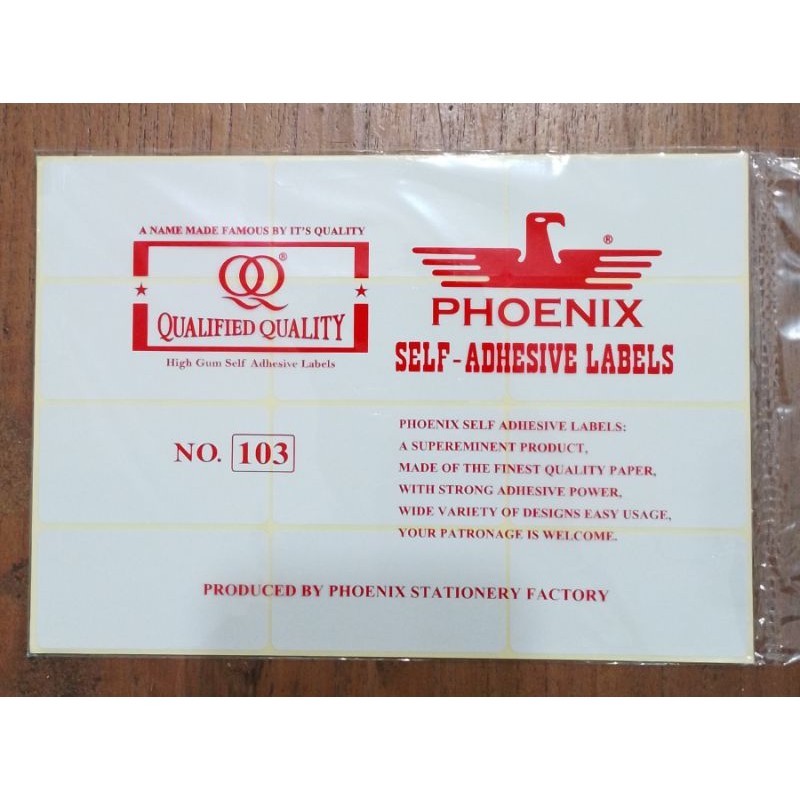 A NAME MADE FAMOUS BY IT'S QUALITY
QQ®
QUALIFIED QUALITY
High Gum Self Adhesive Labels
NO. 103
®
PHOENIX
SELF-ADHESIVE LABELS
PHOENIX SELF ADHESIVE LABELS:
A SUPEREMINENT PRODUCT,
MADE OF THE FINEST QUALITY PAPER,
WITH STRONG ADHESIVE POWER,
WIDE VARIETY OF DESIGNS EASY USAGE,
YOUR PATRONAGE IS WELCOME.
PRODUCED BY PHOENIX STATIONERY FACTORY